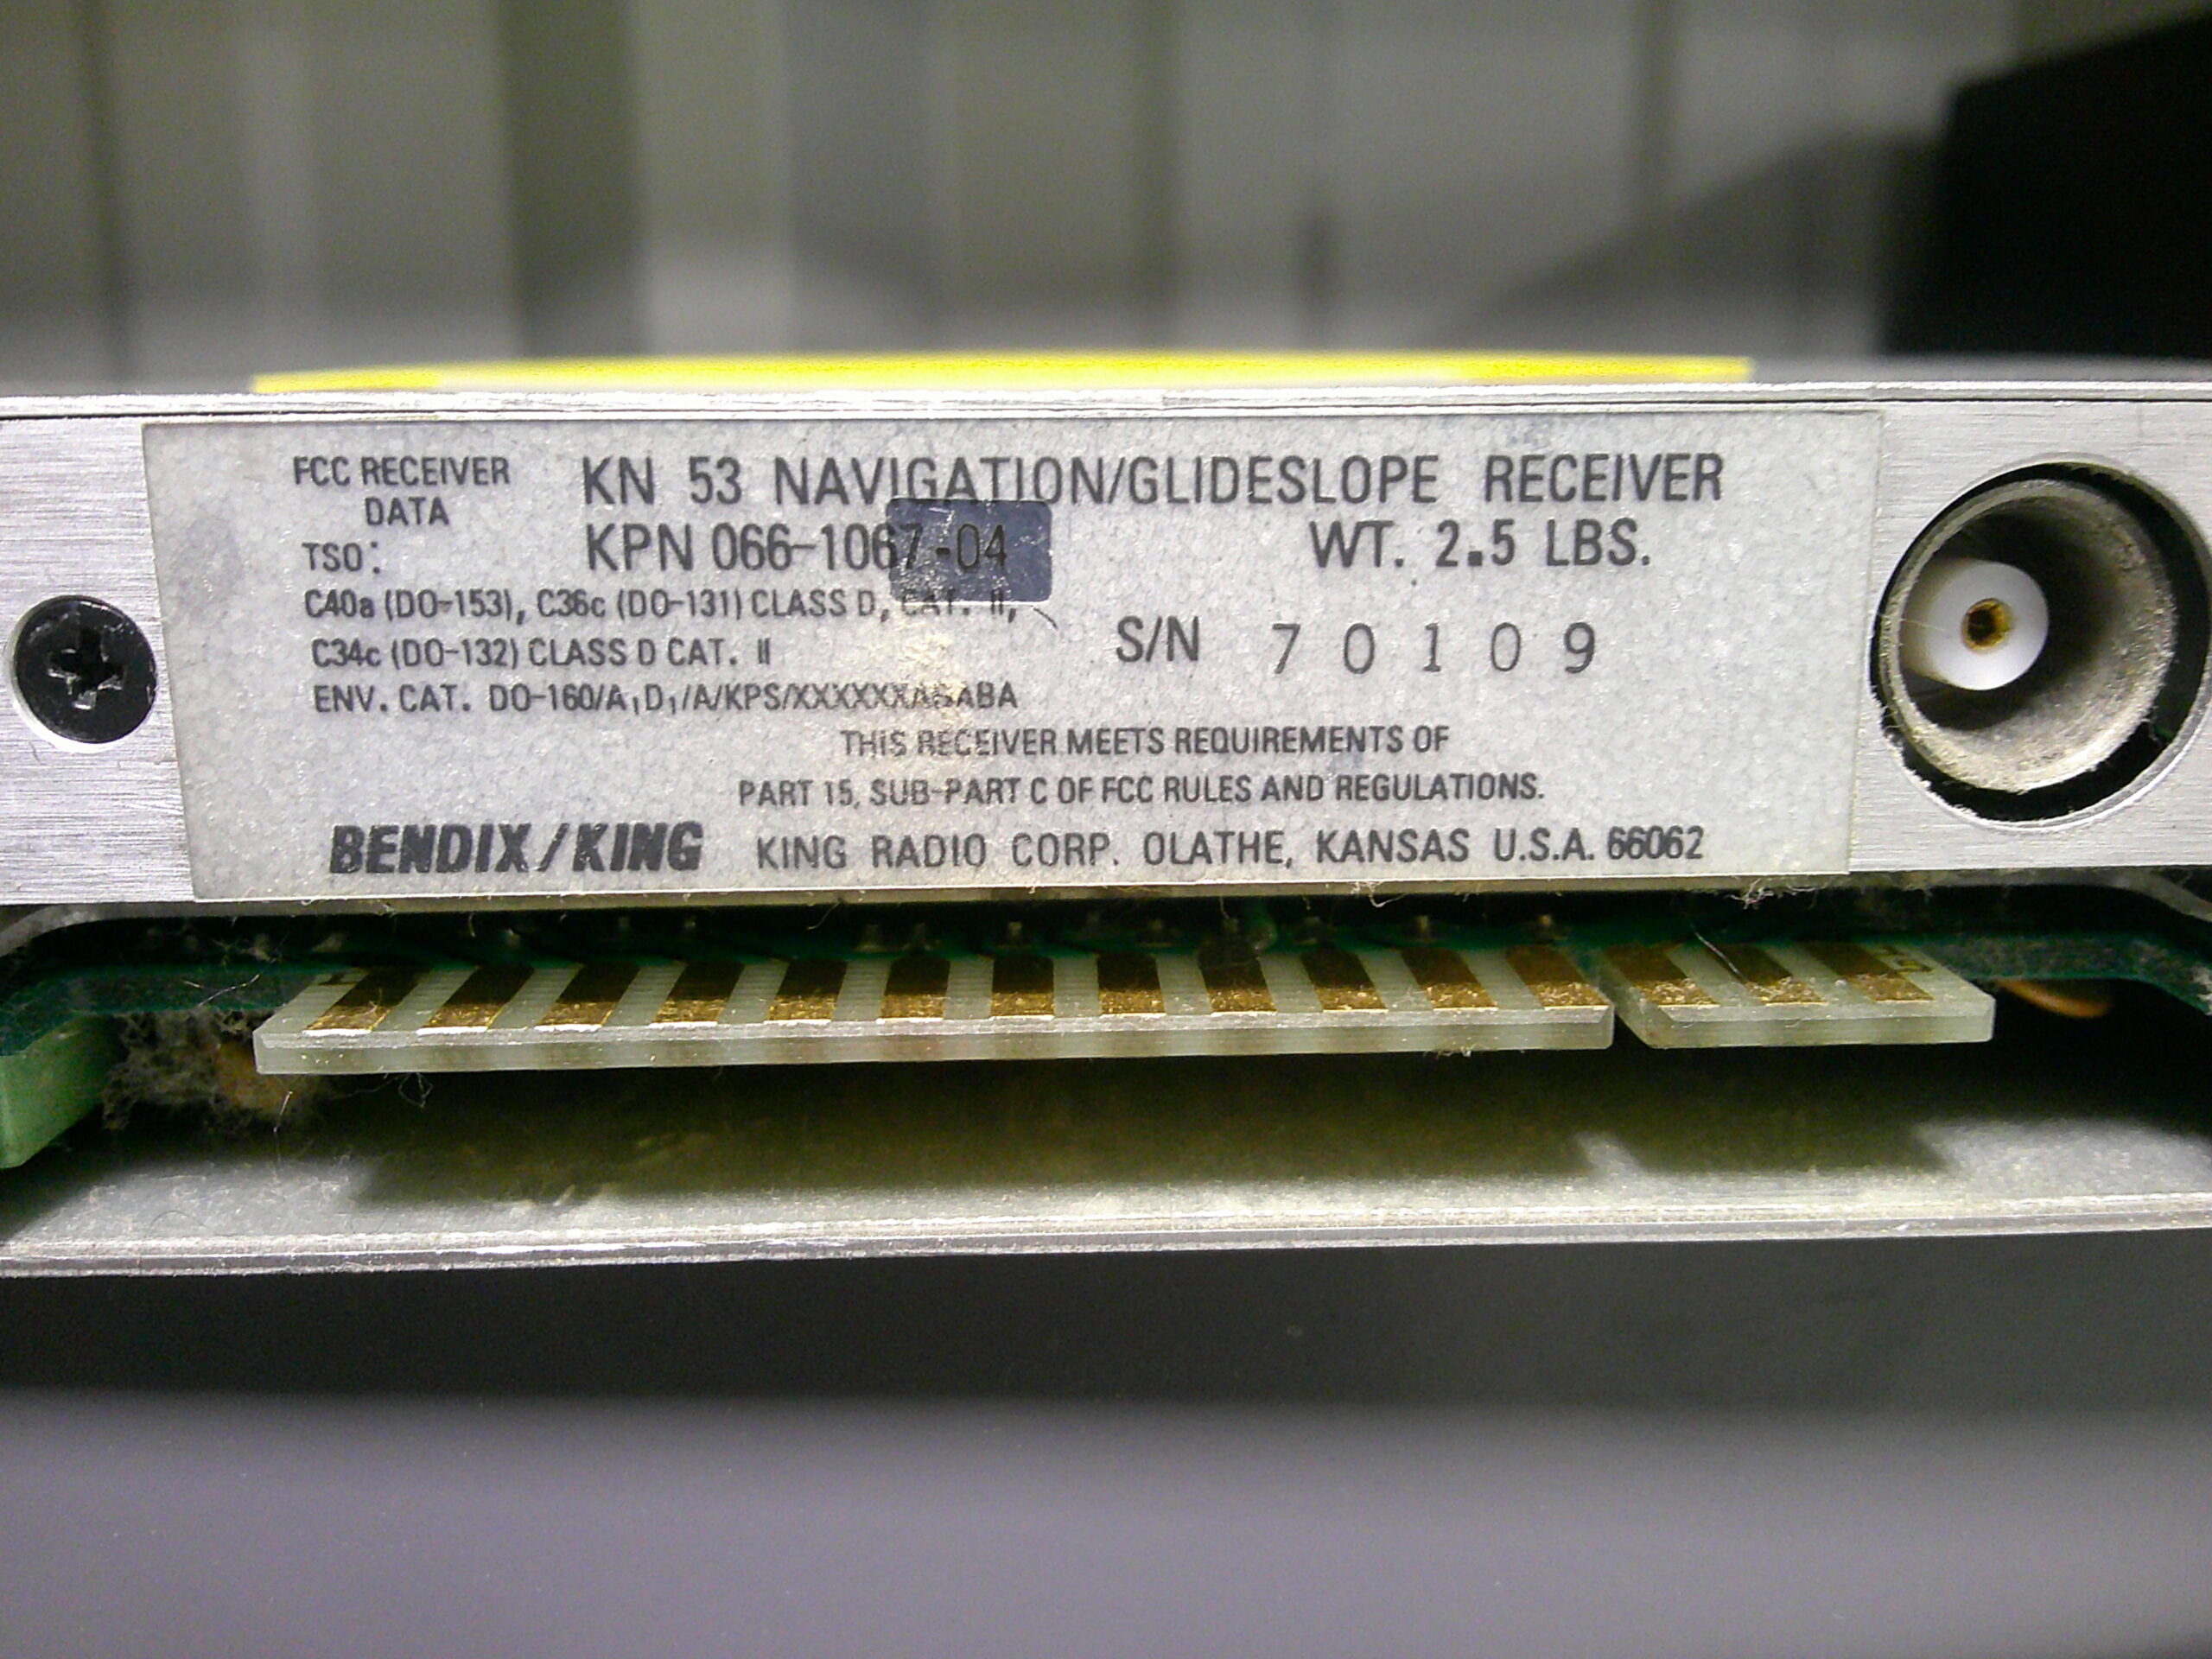 FCC RECEIVER
DATA
KN 53 NAVIGATION/GLIDESLOPE RECEIVER
KPN 066-1067-04 WT. 2.5 LBS.
TSO:
C40a (DO-153), C36c (DO-131) CLASS D, CAT. II,
C34c (DO-132) CLASS D CAT. II
S/N 70109
ENV. CAT. DO-160/A₁D₁/A/KPS/XXXXXXABABA
THIS RECEIVER MEETS REQUIREMENTS OF
PART 15, SUB-PART C OF FCC RULES AND REGULATIONS.
BENDIX/KING KING RADIO CORP. OLATHE, KANSAS U.S.A. 66062